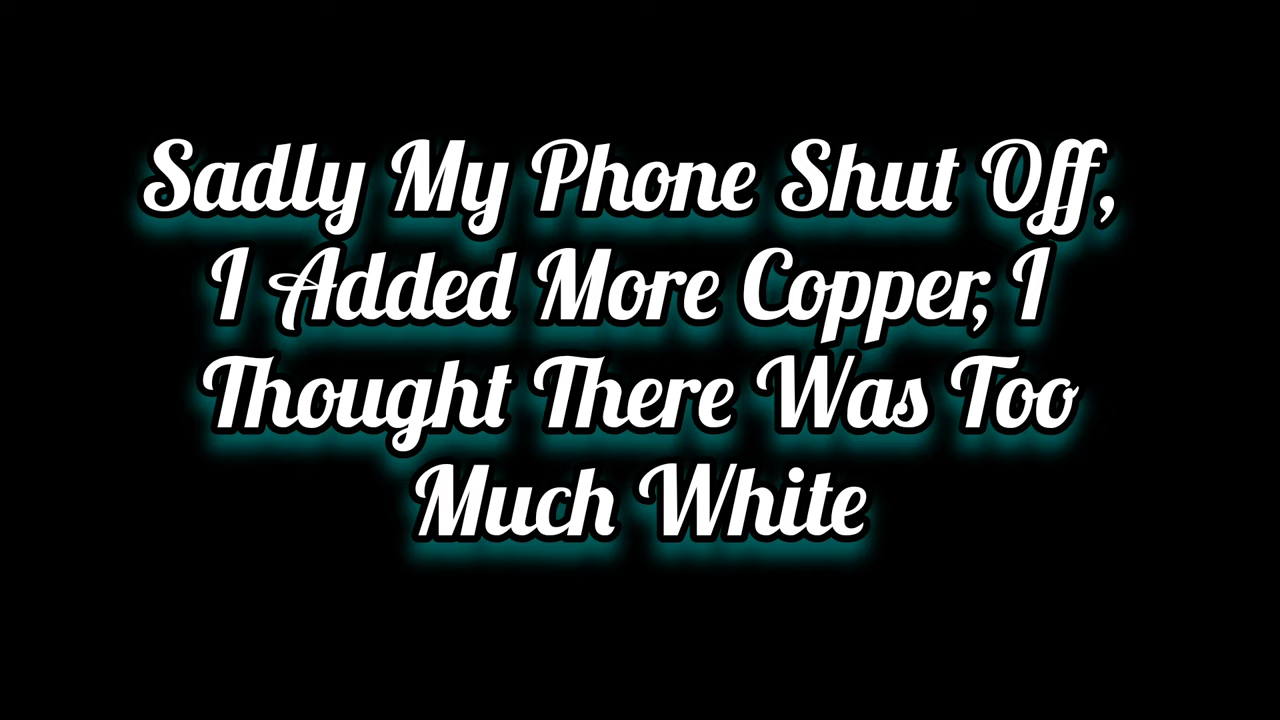 Sadly My Phone Shut Off,
I Added More Copper, I
Thought There Was Too
Much White